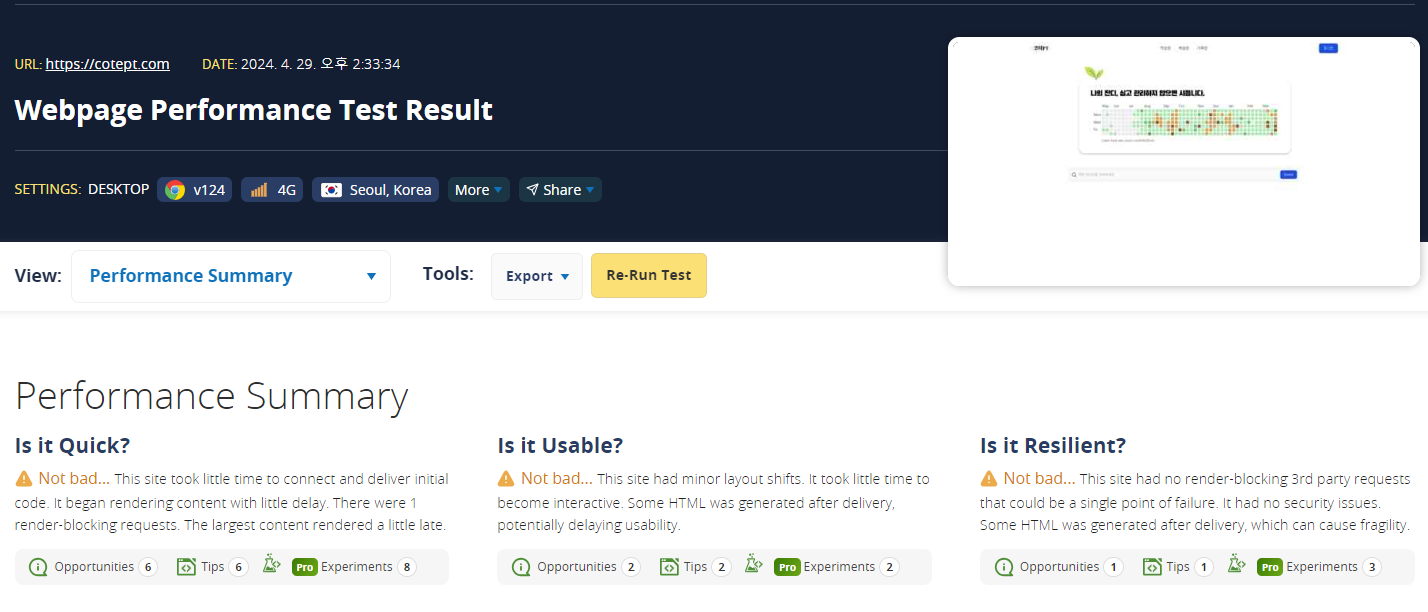 URL: https://cotept.com DATE: 2024. 4. 29. 오후 2:33:34
Webpage Performance Test Result
SETTINGS: DESKTOP v124 4G Seoul, Korea More Share
나의 잔디, 심고 관리하지 않으면 시듭니다.
View: Performance Summary Tools: Export Re-Run Test
Performance Summary
Is it Quick?
Not bad... This site took little time to connect and deliver initial
code. It began rendering content with little delay. There were 1
render-blocking requests. The largest content rendered a little late.
Opportunities 6 Tips 6 Pro Experiments 8
Is it Usable?
Not bad... This site had minor layout shifts. It took little time to
become interactive. Some HTML was generated after delivery,
potentially delaying usability.
Opportunities 2 Tips 2 Pro Experiments 2
Is it Resilient?
Not bad... This site had no render-blocking 3rd party requests
that could be a single point of failure. It had no security issues.
Some HTML was generated after delivery, which can cause fragility.
Opportunities 1 Tips 1 Pro Experiments 3